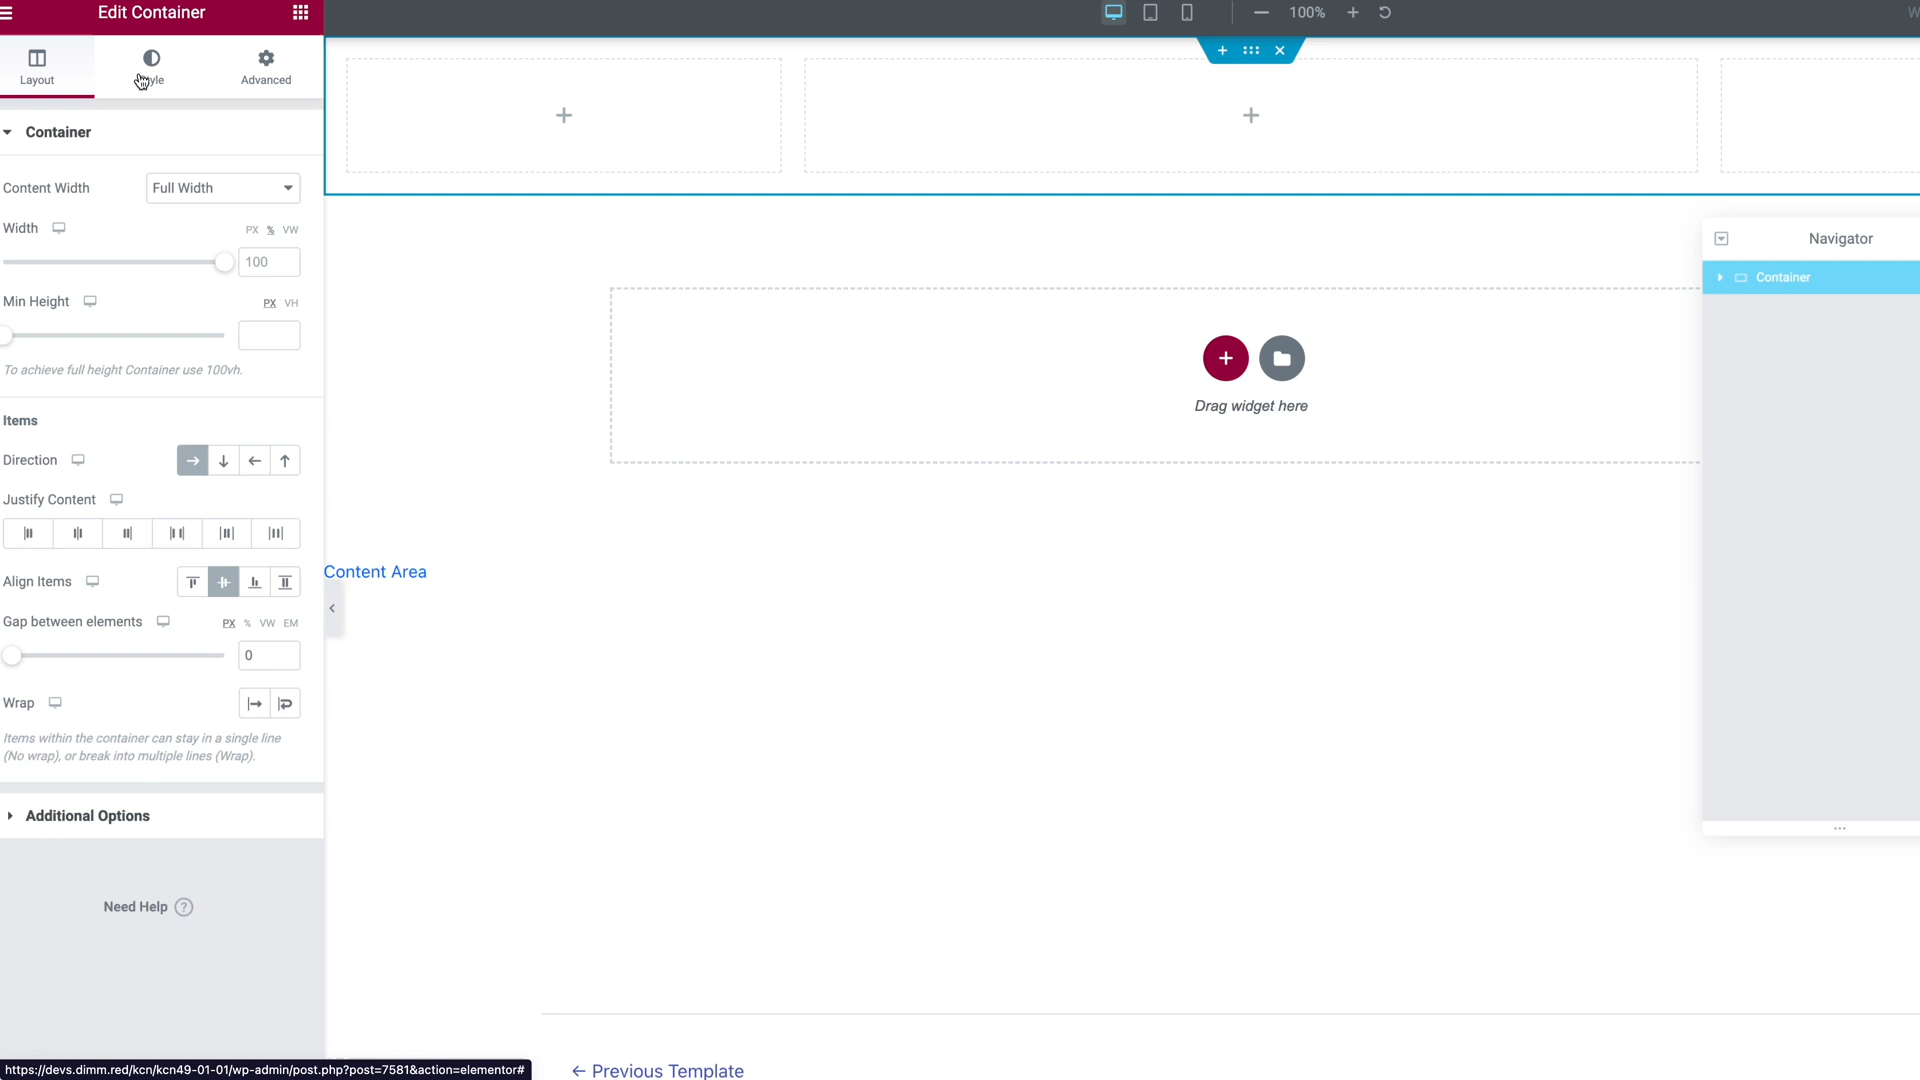 Edit Container
100%
W
Layout
Style
Advanced
Container
Content Width
Full Width
Width
PX % VW
100
Min Height
PX VH
To achieve full height Container use 100vh.
Items
Direction
Justify Content
Align Items
Gap between elements
PX % VW EM
0
Wrap
Items within the container can stay in a single line
(No wrap), or break into multiple lines (Wrap).
Additional Options
Need Help ?
https://devs.dimm.red/kcn/kcn49-01-01/wp-admin/post.php?post=7581&action=elementor#
Drag widget here
Content Area
Navigator
Container
← Previous Template